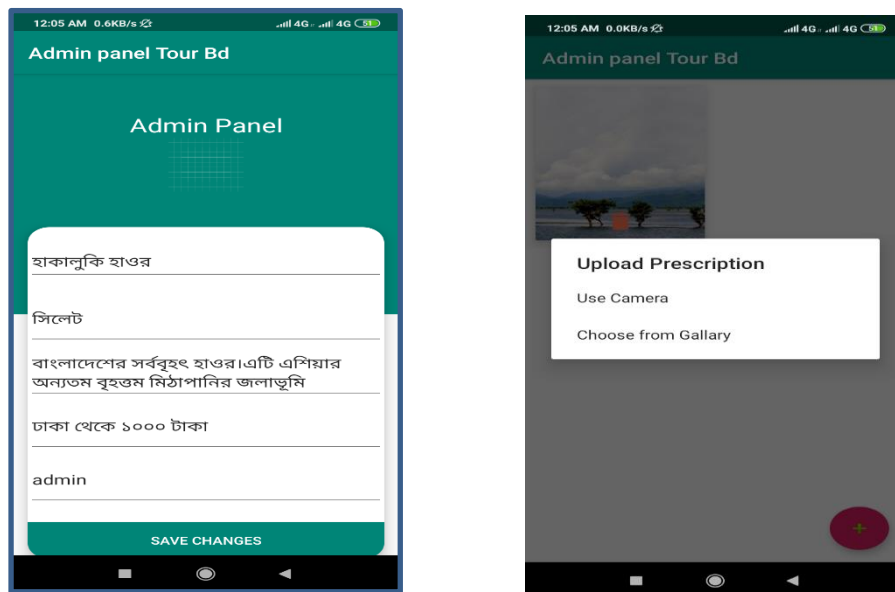 12:05 AM 0.6KB/s 4G 4G 51
Admin panel Tour Bd
Admin Panel
হাকালুকি হাওর
সিলেট
বাংলাদেশের সর্ববৃহৎ হাওর।এটি এশিয়ার
অন্যতম বৃহত্তম মিঠাপানির জলাভূমি
ঢাকা থেকে ১০০০ টাকা
admin
SAVE CHANGES
12:05 AM 0.0KB/s 4G 4G 51
Admin panel Tour Bd
Upload Prescription
Use Camera
Choose from Gallary
+